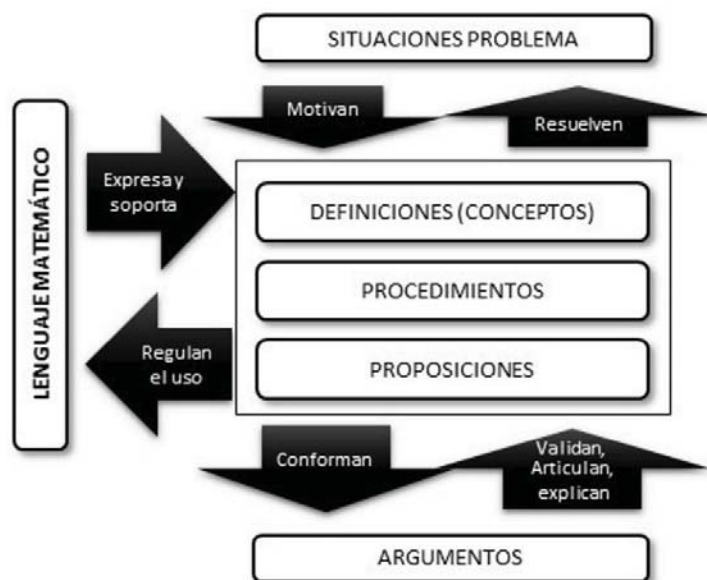 SITUACIONES PROBLEMA
Motivan
Resuelven
LENGUAJE MATEMÁTICO
Expresa y
soporta
DEFINICIONES (CONCEPTOS)
PROCEDIMIENTOS
Regulan
el uso
PROPOSICIONES
Conforman
Validan,
Articulan,
explican
ARGUMENTOS